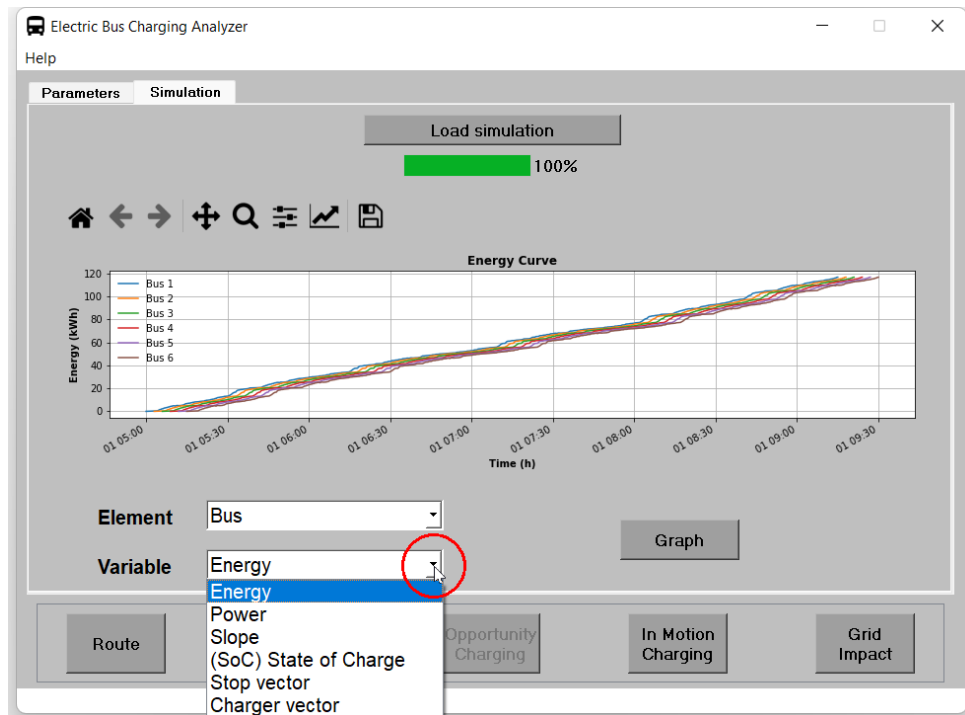 Electric Bus Charging Analyzer
Help
Parameters Simulation
Load simulation
100%
Energy Curve
Energy (kWh)
120
100
80
60
40
20
0
Bus 1
Bus 2
Bus 3
Bus 4
Bus 5
Bus 6
01 05:00 01 05:30 01 06:00 01 06:30 01 07:00 01 07:30 01 08:00 01 08:30 01 09:00 01 09:30
Time (h)
Element Bus
Graph
Variable Energy
Energy
Power
Slope
(SoC) State of Charge
Stop vector
Charger vector
Route
Opportunity
Charging
In Motion
Charging
Grid
Impact